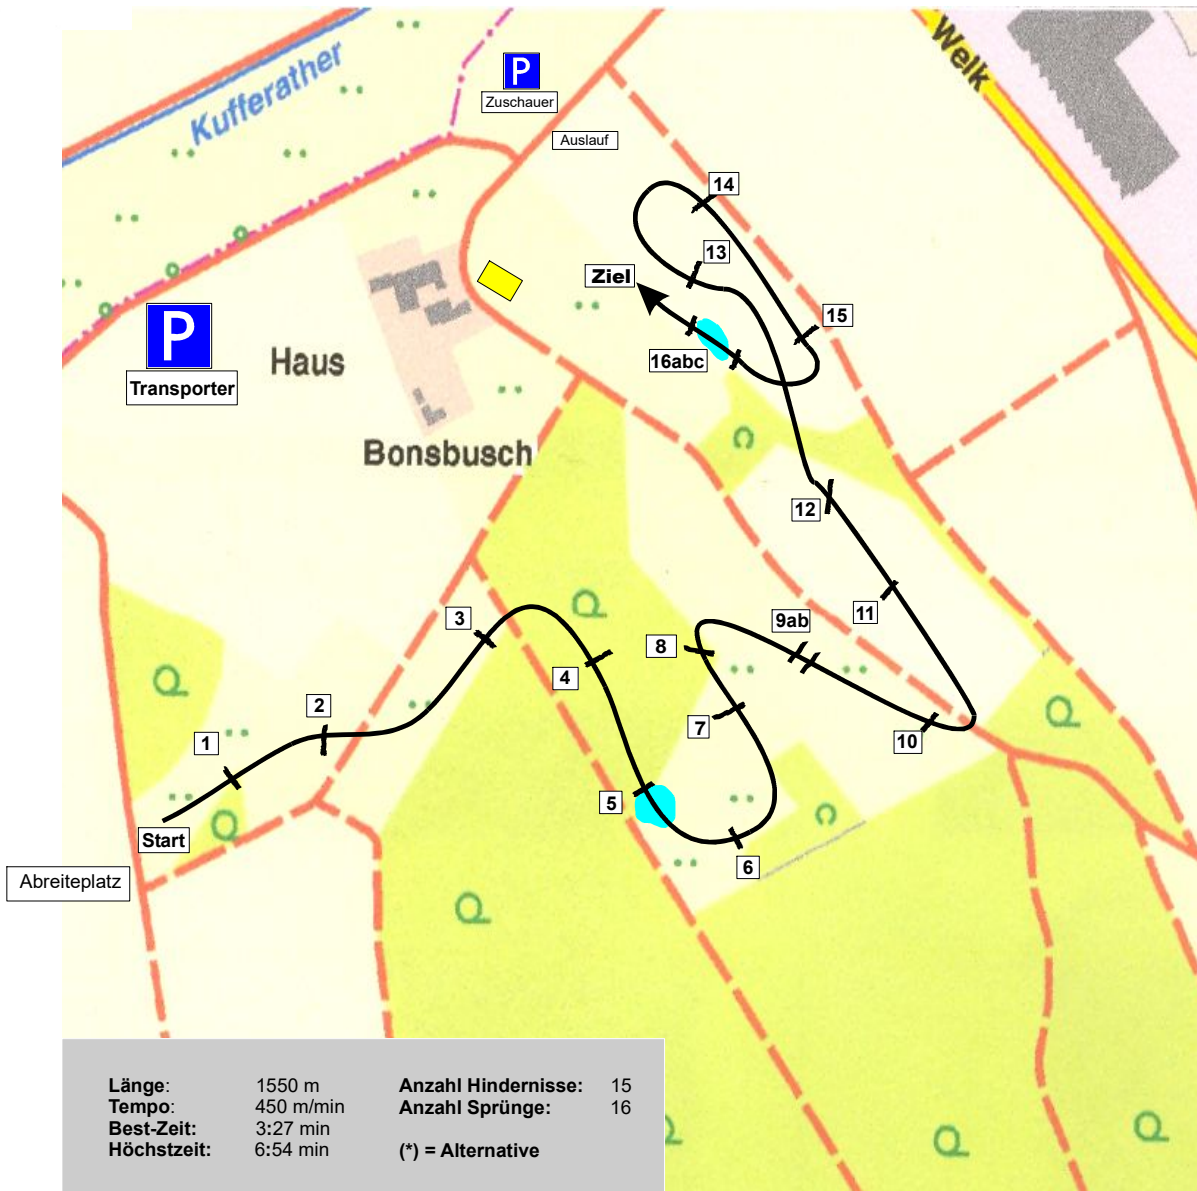 Welk
Kufferather
P
Zuschauer
Auslauf
14
13
Ziel
15
16abc
P
Transporter
Haus
Bonsbusch
12
11
9ab
3
8
4
2
7
1
10
5
Start
6
Abreiteplatz
Länge: 1550 m Anzahl Hindernisse: 15
Tempo: 450 m/min Anzahl Sprünge: 16
Best-Zeit: 3:27 min
Höchstzeit: 6:54 min (*) = Alternative